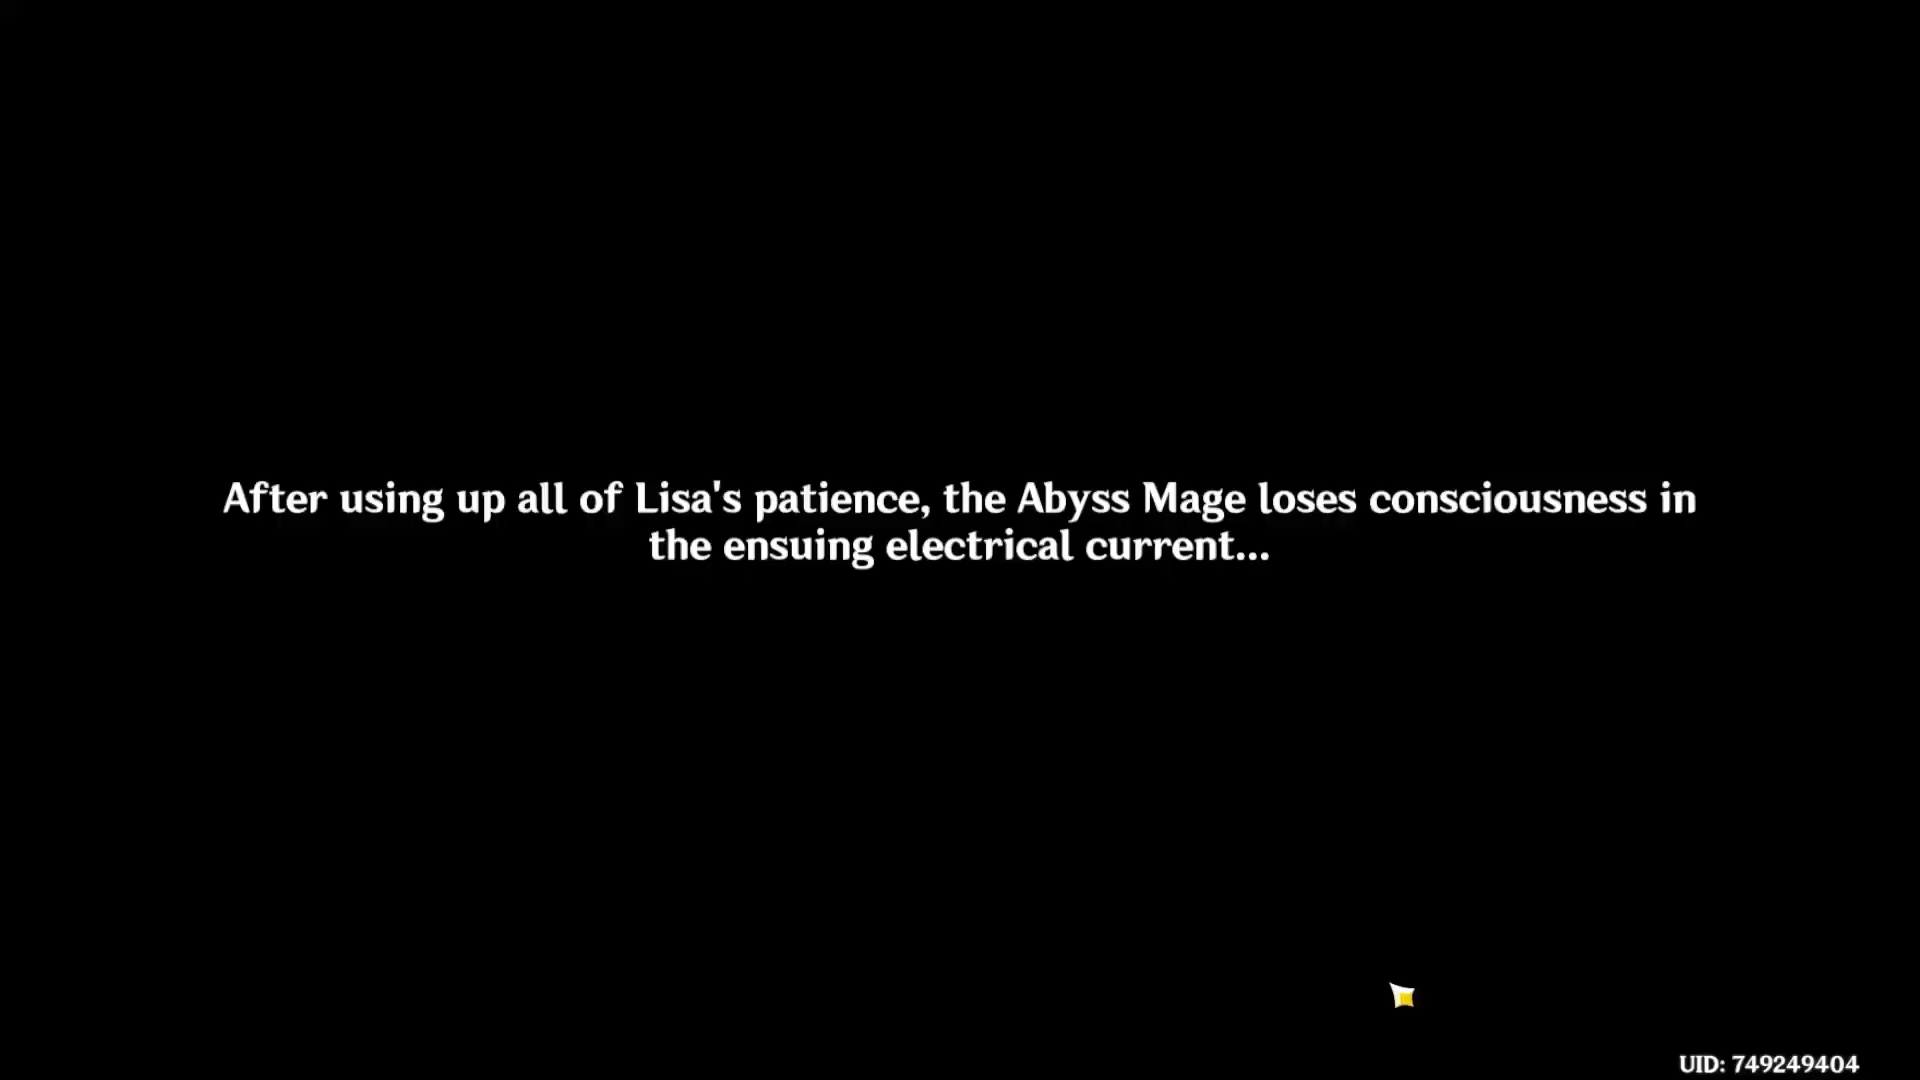 After using up all of Lisa's patience, the Abyss Mage loses consciousness in
the ensuing electrical current...
UID: 749249404